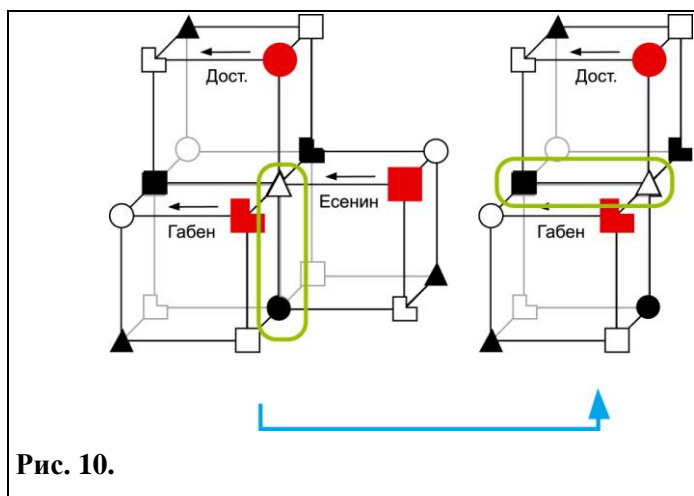 Дост.
Дост.
Есенин
Габен
Габен
Рис. 10.